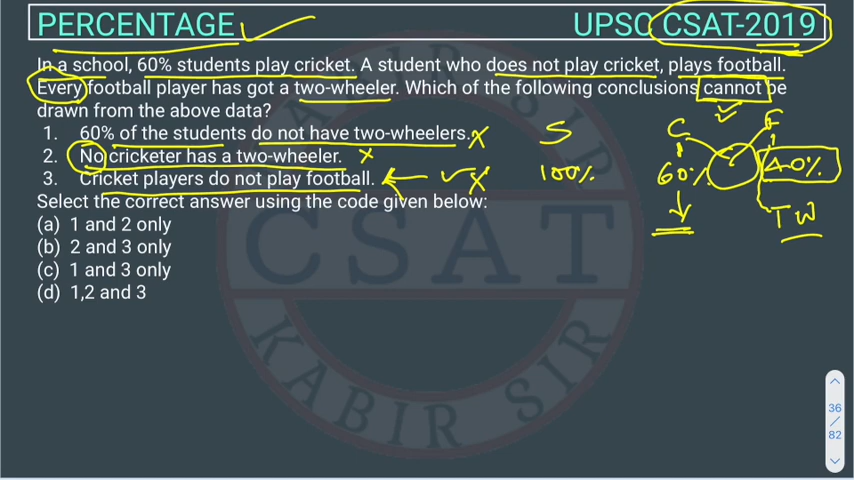 PERCENTAGE UPSC CSAT-2019
In a school, 60% students play cricket. A student who does not play cricket, plays football.
Every football player has got a two-wheeler. Which of the following conclusions cannot be
drawn from the above data?
1. 60% of the students do not have two-wheelers. S C F
2. No cricketer has a two-wheeler.
3. Cricket players do not play football. 100% 60% 40%
Select the correct answer using the code given below: TW
(a) 1 and 2 only
(b) 2 and 3 only
(c) 1 and 3 only
(d) 1,2 and 3
CSAT
KABIR SIR
36
/
82